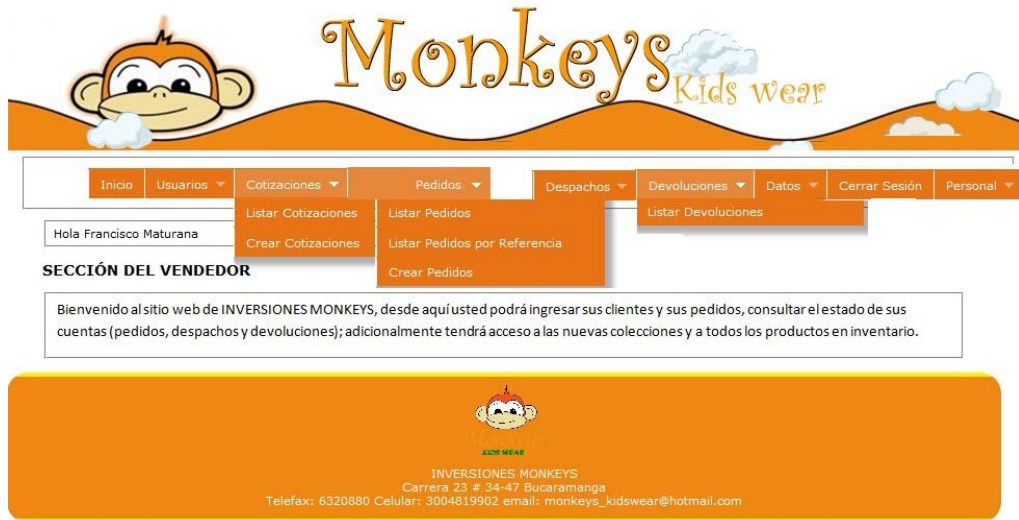 Monkeys
Kids wear
Inicio Usuarios Cotizaciones Pedidos Despachos Devoluciones Datos Cerrar Sesión Personal
Listar Cotizaciones Listar Pedidos Listar Devoluciones
Hola Francisco Maturana
Crear Cotizaciones Listar Pedidos por Referencia
SECCIÓN DEL VENDEDOR
Crear Pedidos
Bienvenido al sitio web de INVERSIONES MONKEYS, desde aquí usted podrá ingresar sus clientes y sus pedidos, consultar el estado de sus
cuentas (pedidos, despachos y devoluciones); adicionalmente tendrá acceso a las nuevas colecciones y a todos los productos en inventario.
Monkeys
KIDS WEAR
INVERSIONES MONKEYS
Carrera 23 # 34-47 Bucaramanga
Telefax: 6320880 Celular: 3004819902 email: monkeys_kidswear@hotmail.com